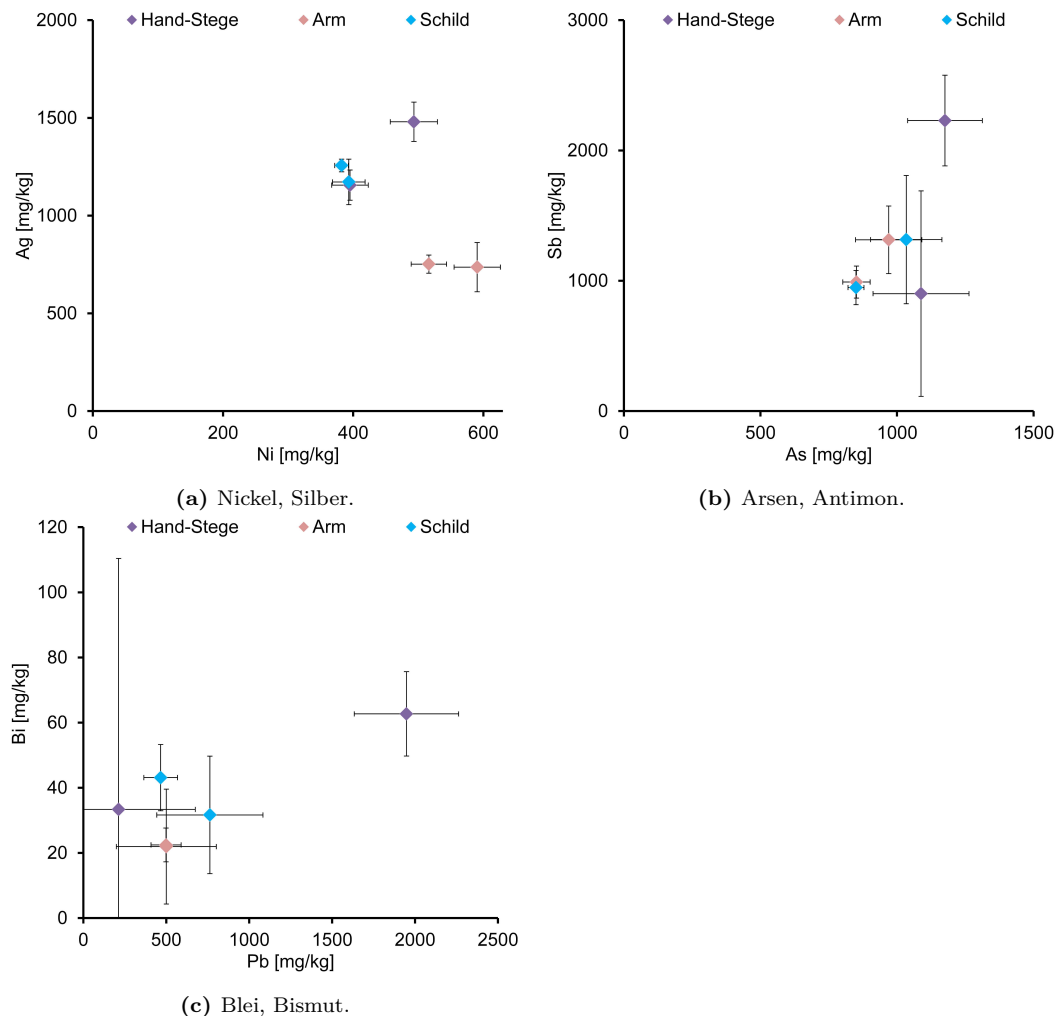 Hand-Stege Arm Schild
2000
1500
1000
500
0
Ag [mg/kg]
0 200 400 600
Ni [mg/kg]
(a) Nickel, Silber.
Hand-Stege Arm Schild
3000
2000
1000
0
Sb [mg/kg]
0 500 1000 1500
As [mg/kg]
(b) Arsen, Antimon.
Hand-Stege Arm Schild
120
100
80
60
40
20
0
Bi [mg/kg]
0 500 1000 1500 2000 2500
Pb [mg/kg]
(c) Blei, Bismut.